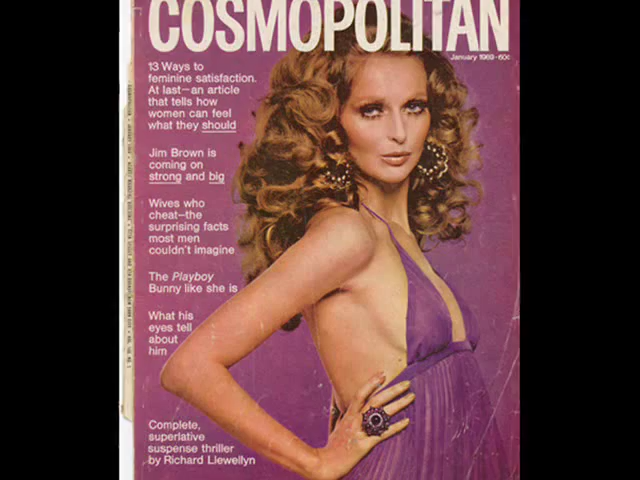 COSMOPOLITAN
January 1969·60¢
13 Ways to
feminine satisfaction.
At last—an article
that tells how
women can feel
what they should
Jim Brown is
coming on
strong and big
Wives who
cheat—the
surprising facts
most men
couldn't imagine
The Playboy
Bunny like she is
What his
eyes tell
about
him
Complete,
superlative
suspense thriller
by Richard Llewellyn